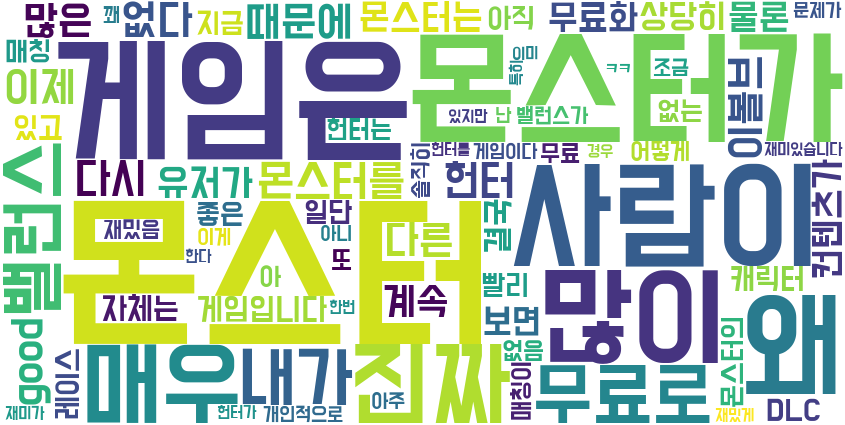 많은
꽤
없다
지금
때문에
몬스터는
아직
무료화
상당히
물론
문제가
매칭
이제
게임은
몬스터가
특히
의미
ㅋㅋ
조금
이볼브
있고
헌터는
있지만
난
밸런스가
없는
밸런스
다시
유저가
몬스터를
솔직히
헌터를
게임이다
무료
경우
어떻게
재미있습니다
헌터
사람이
컨텐츠가
재밌음
좋은
일단
이게
아니
또
다른
결국
몬스터
한다
아
빨리
캐릭터
많이
왜
자체는
게임입니다
한번
계속
보면
good
레이스
매우
내가
진짜
없음
매칭이
무료로
몬스터의
재미가
헌터가
개인적으로
아주
재밌게
DLC